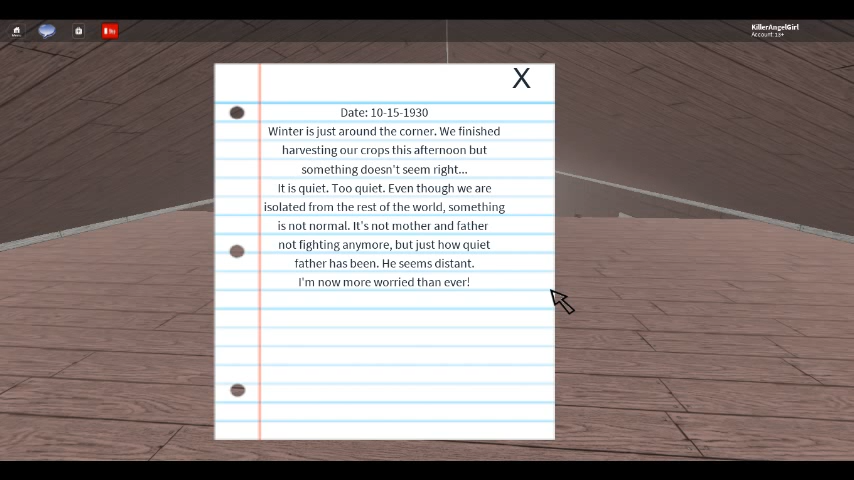 KillerAngelGirl
Account: 13+
X
Date: 10-15-1930
Winter is just around the corner. We finished
harvesting our crops this afternoon but
something doesn't seem right...
It is quiet. Too quiet. Even though we are
isolated from the rest of the world, something
is not normal. It's not mother and father
not fighting anymore, but just how quiet
father has been. He seems distant.
I'm now more worried than ever!